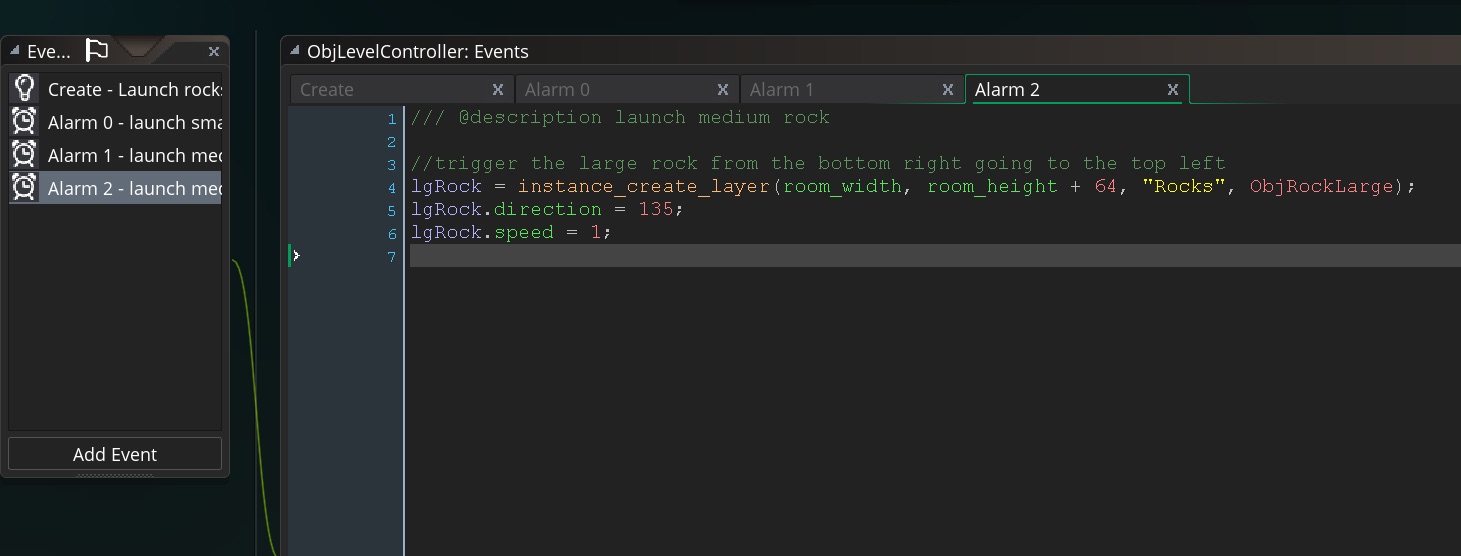 Eve...
Create - Launch rock
Alarm 0 - launch sma
Alarm 1 - launch med
Alarm 2 - launch med
Add Event
ObjLevelController: Events
Create x Alarm 0 x Alarm 1 x Alarm 2 x
1 /// @description launch medium rock
2
3 //trigger the large rock from the bottom right going to the top left
4 lgRock = instance_create_layer(room_width, room_height + 64, "Rocks", ObjRockLarge);
5 lgRock.direction = 135;
6 lgRock.speed = 1;
7